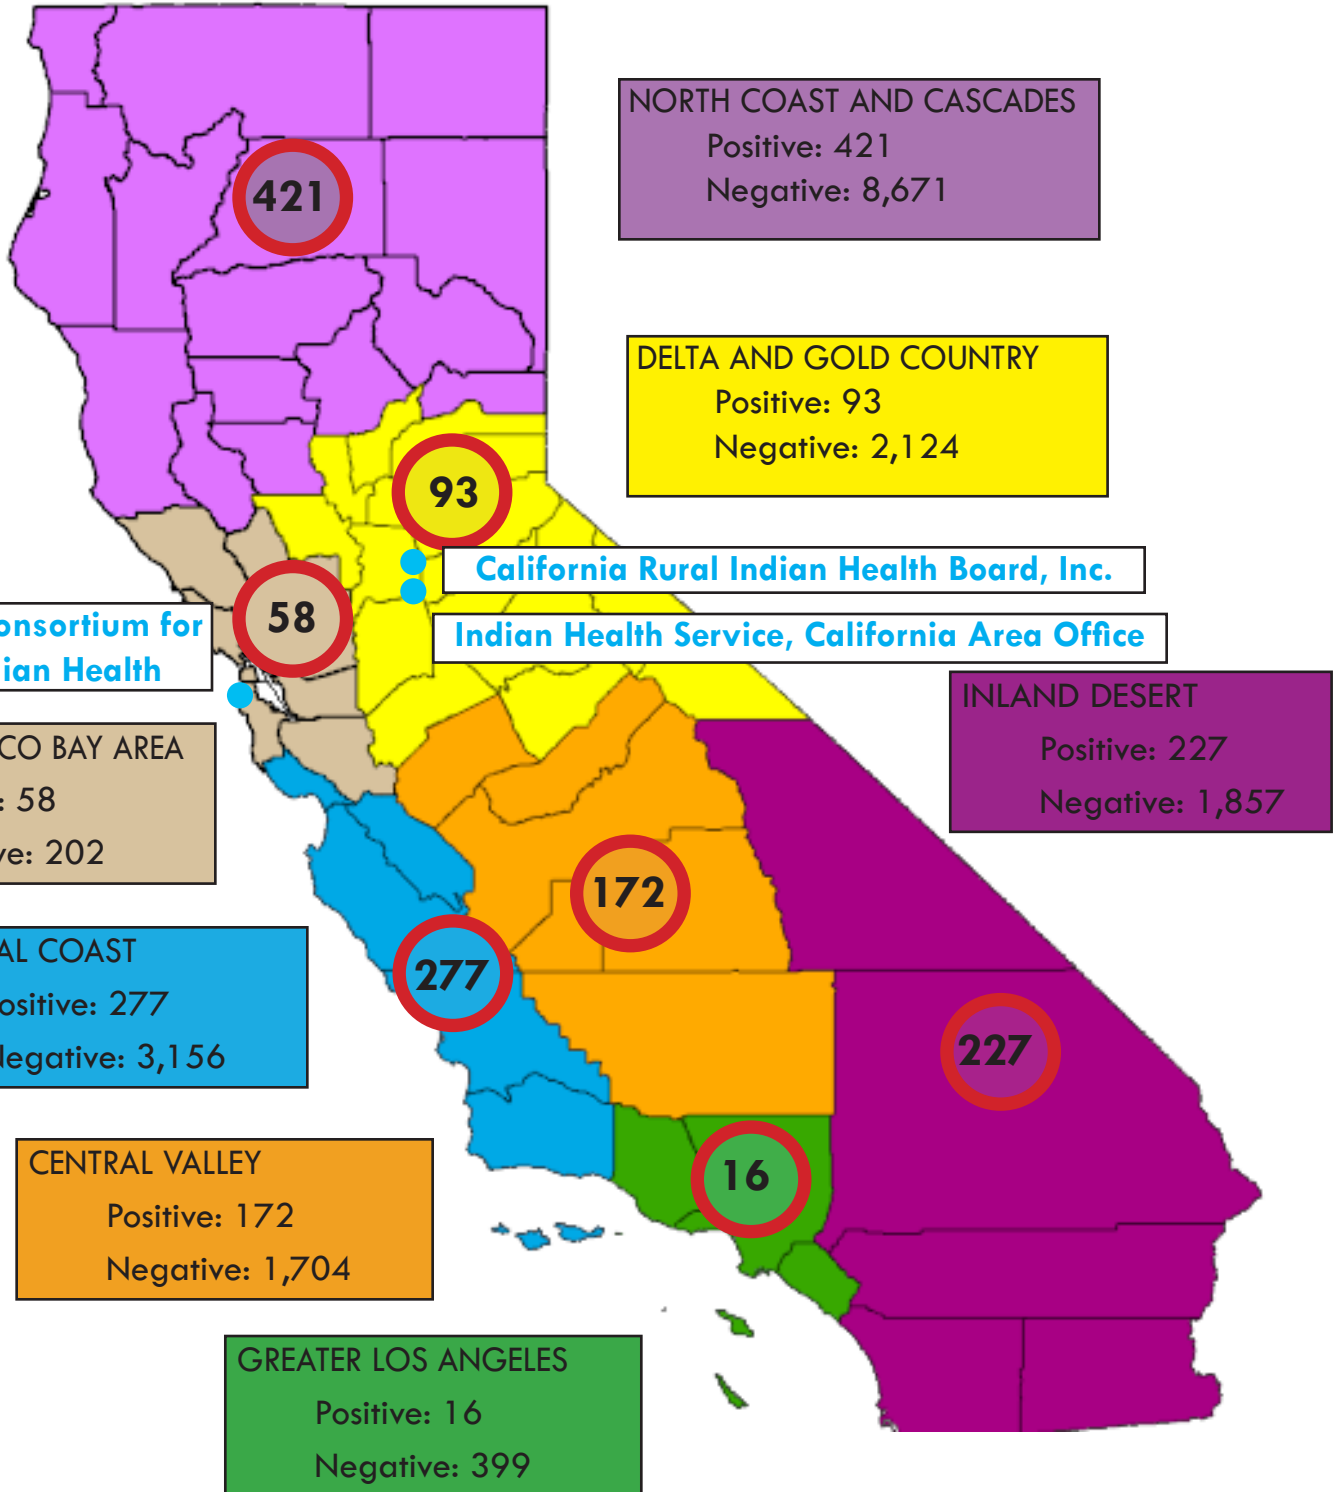 NORTH COAST AND CASCADES
Positive: 421
Negative: 8,671
421
DELTA AND GOLD COUNTRY
Positive: 93
Negative: 2,124
93
California Rural Indian Health Board, Inc.
58
onsortium for
ian Health
Indian Health Service, California Area Office
INLAND DESERT
Positive: 227
Negative: 1,857
CO BAY AREA
: 58
ve: 202
172
AL COAST
ositive: 277
Negative: 3,156
277
227
CENTRAL VALLEY
Positive: 172
Negative: 1,704
16
GREATER LOS ANGELES
Positive: 16
Negative: 399